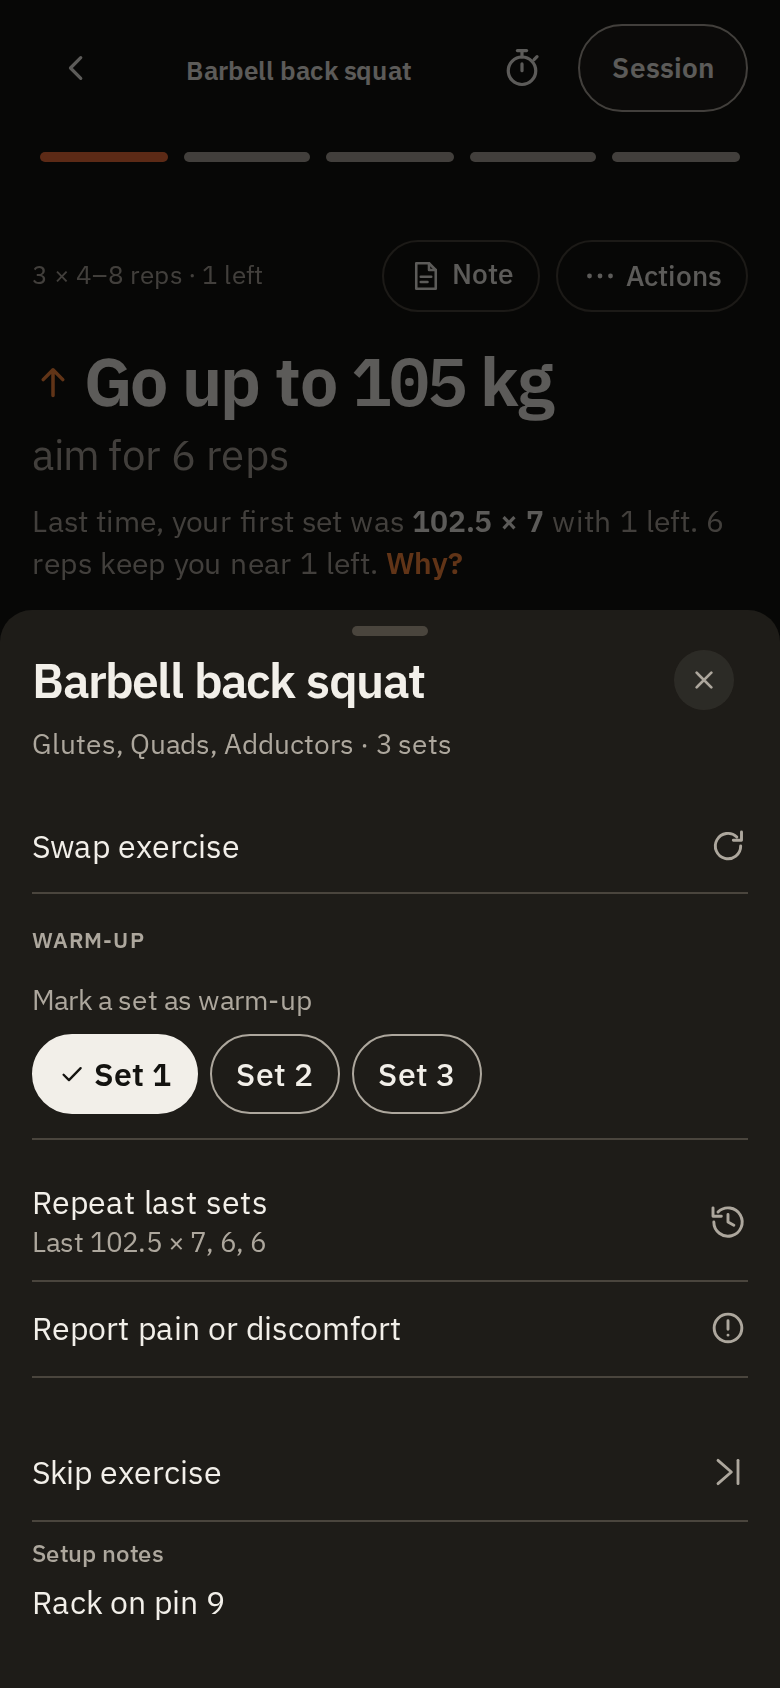 Barbell back squat
Session
3 × 4–8 reps · 1 left
Note
Actions
↑ Go up to 105 kg
aim for 6 reps
Last time, your first set was 102.5 × 7 with 1 left. 6
reps keep you near 1 left. Why?
Barbell back squat
Glutes, Quads, Adductors · 3 sets
Swap exercise
WARM-UP
Mark a set as warm-up
Set 1
Set 2
Set 3
Repeat last sets
Last 102.5 × 7, 6, 6
Report pain or discomfort
Skip exercise
Setup notes
Rack on pin 9